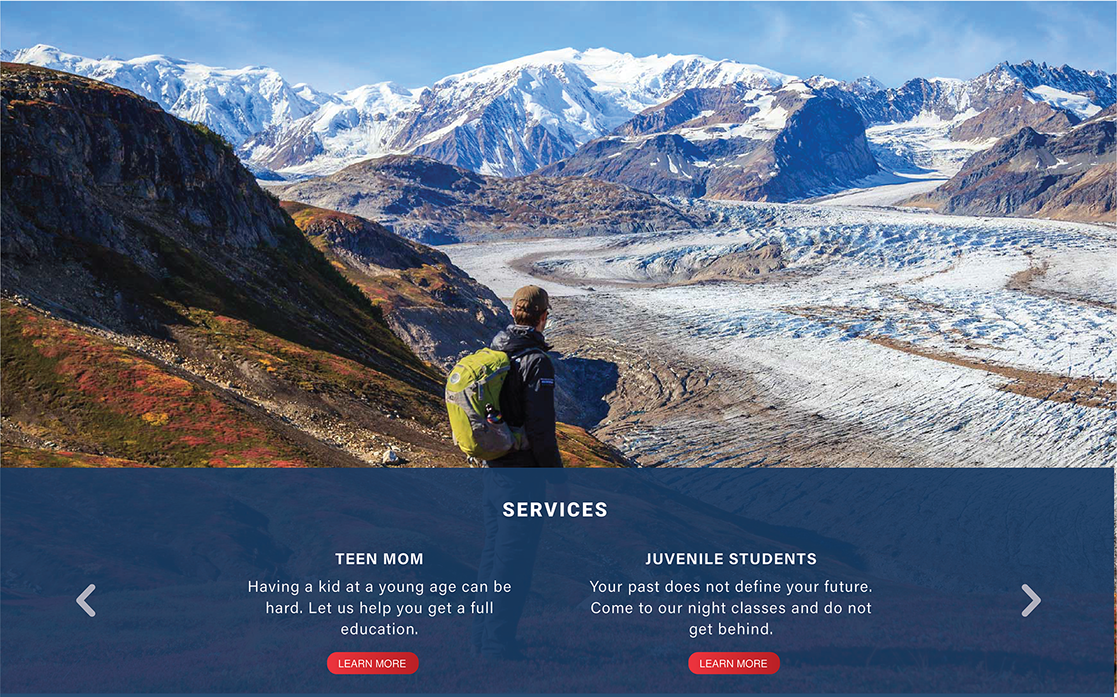 SERVICES
TEEN MOM
Having a kid at a young age can be
hard. Let us help you get a full
education.
LEARN MORE
JUVENILE STUDENTS
Your past does not define your future.
Come to our night classes and do not
get behind.
LEARN MORE